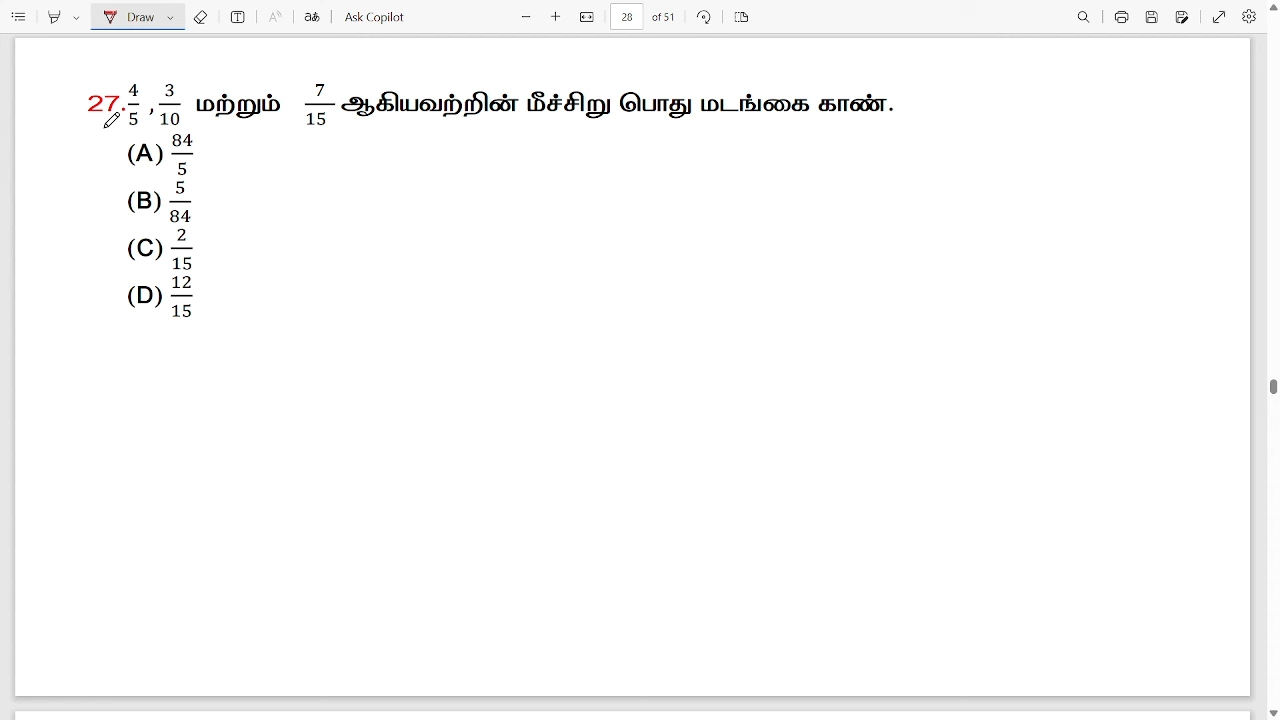 Draw Ask Copilot 28 of 51
27. 4/5 , 3/10 மற்றும் 7/15 ஆகியவற்றின் மீச்சிறு பொது மடங்கை காண்.
(A) 84/5
(B) 5/84
(C) 2/15
(D) 12/15